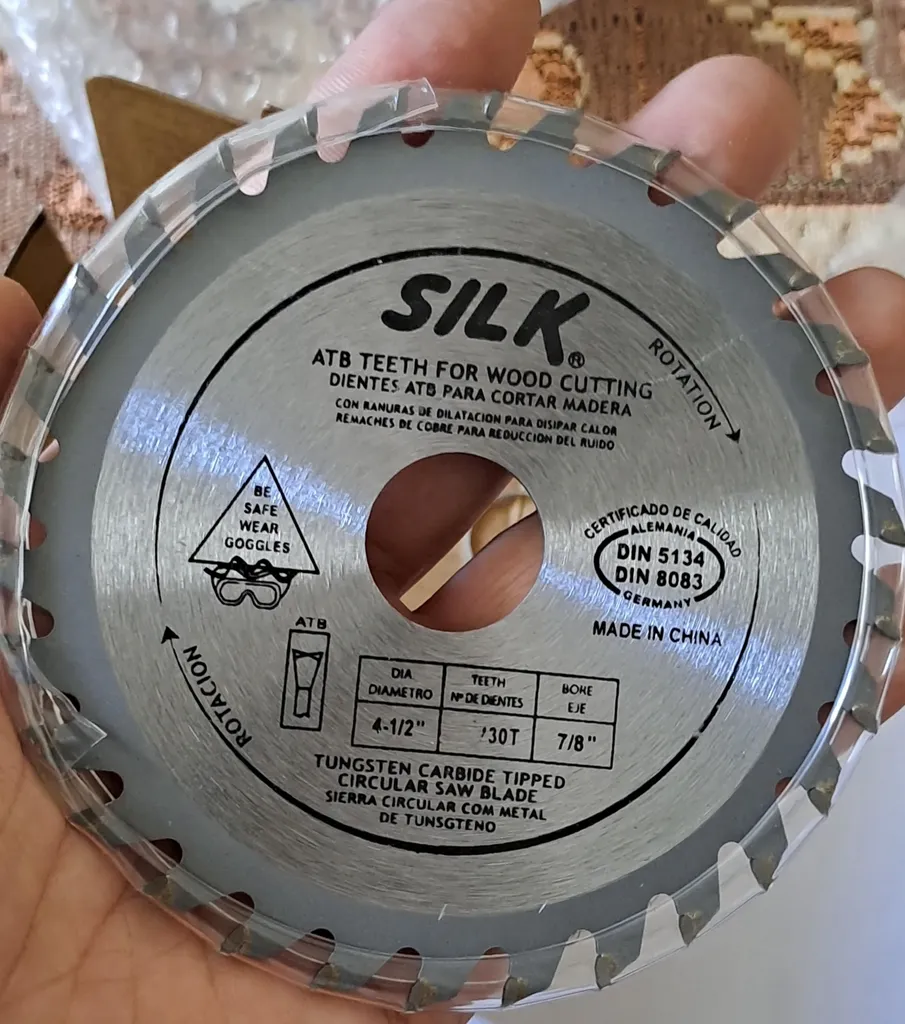 SILK®
ATB TEETH FOR WOOD CUTTING
DIENTES ATB PARA CORTAR MADERA
CON RANURAS DE DILATACION PARA DISIPAR CALOR
REMACHES DE COBRE PARA REDUCCION DEL RUIDO
ROTATION
BE
SAFE
WEAR
GOGGLES
CERTIFICADO DE CALIDAD
ALEMANIA
DIN 5134
DIN 8083
GERMANY
MADE IN CHINA
ROTACION
ATB
DIA TEETH BORE
DIAMETRO Nº DE DIENTES EJE
4-1/2" 30T 7/8"
TUNGSTEN CARBIDE TIPPED
CIRCULAR SAW BLADE
SIERRA CIRCULAR COM METAL
DE TUNSGTENO